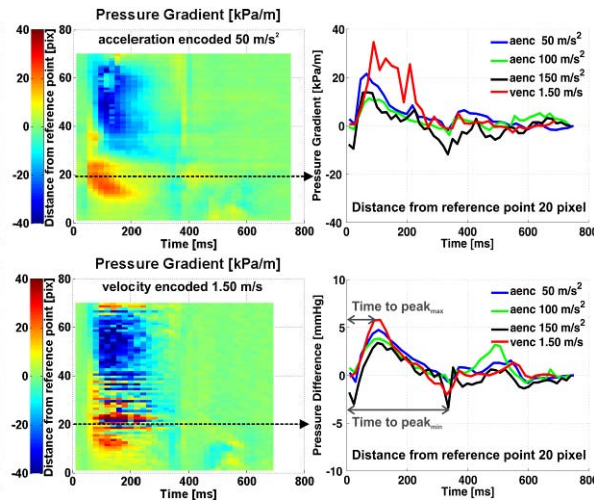 Pressure Gradient [kPa/m]
acceleration encoded 50 m/s²
40
20
0
-20
-40
Distance from reference point [pix]
80
60
40
20
0
0 200 400 600 800
Time [ms]
Pressure Gradient [kPa/m]
40
20
0
-20
-40
aenc 50 m/s²
aenc 100 m/s²
aenc 150 m/s²
venc 1.50 m/s
Distance from reference point 20 pixel
0 200 400 600 800
Time [ms]
Pressure Gradient [kPa/m]
velocity encoded 1.50 m/s
40
20
0
-20
-40
Distance from reference point [pix]
80
60
40
20
0
0 200 400 600 800
Time [ms]
Pressure Difference [mmHg]
10
5
0
-5
-10
Time to peak max
aenc 50 m/s²
aenc 100 m/s²
aenc 150 m/s²
venc 1.50 m/s
Time to peak min
Distance from reference point 20 pixel
0 200 400 600 800
Time [ms]